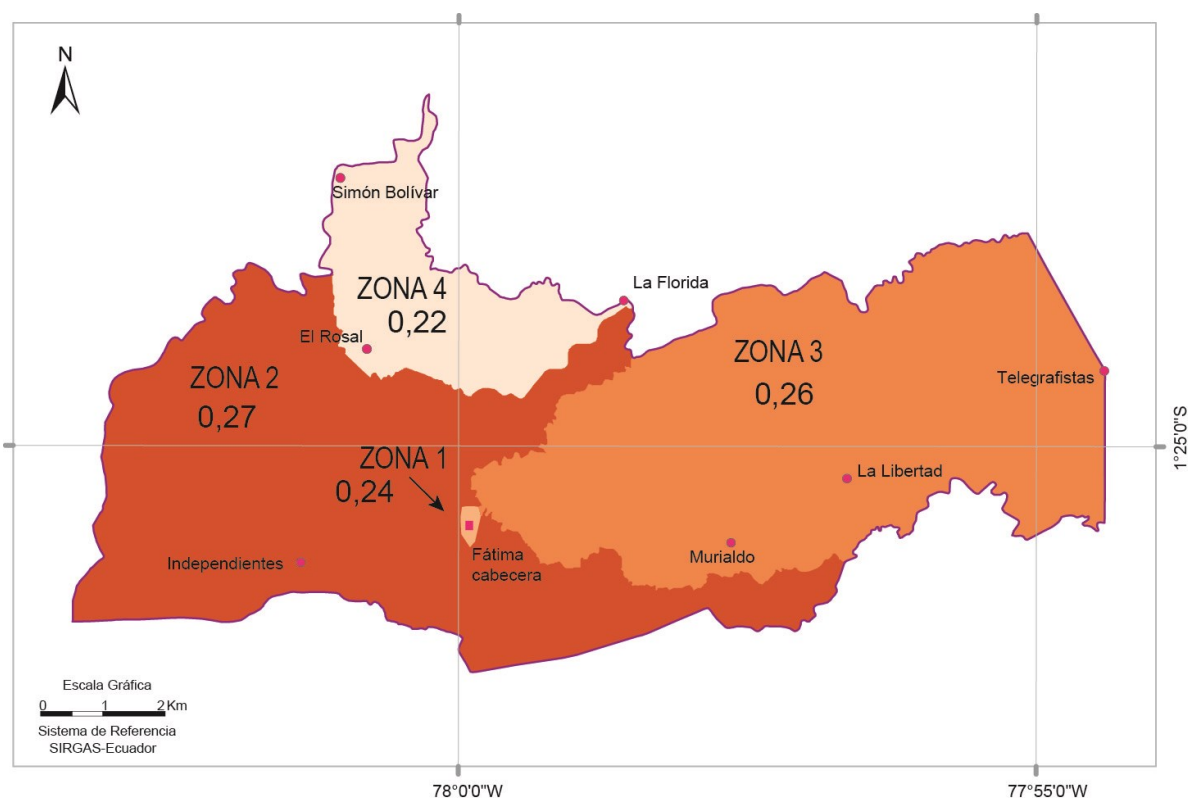 N
Simón Bolívar
ZONA 4
0,22
La Florida
El Rosal
ZONA 2
0,27
ZONA 3
0,26
Telegrafistas
ZONA 1
0,24
La Libertad
1°25'0"S
Fátima
cabecera
Independientes
Murialdo
Escala Gráfica
0 1 2 Km
Sistema de Referencia
SIRGAS-Ecuador
78°0'0"W
77°55'0"W